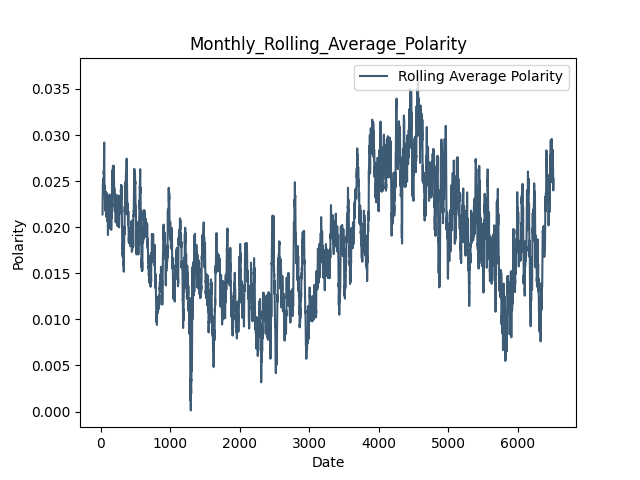 Monthly_Rolling_Average_Polarity
Rolling Average Polarity
Polarity
0.035
0.030
0.025
0.020
0.015
0.010
0.005
0.000
0 1000 2000 3000 4000 5000 6000
Date